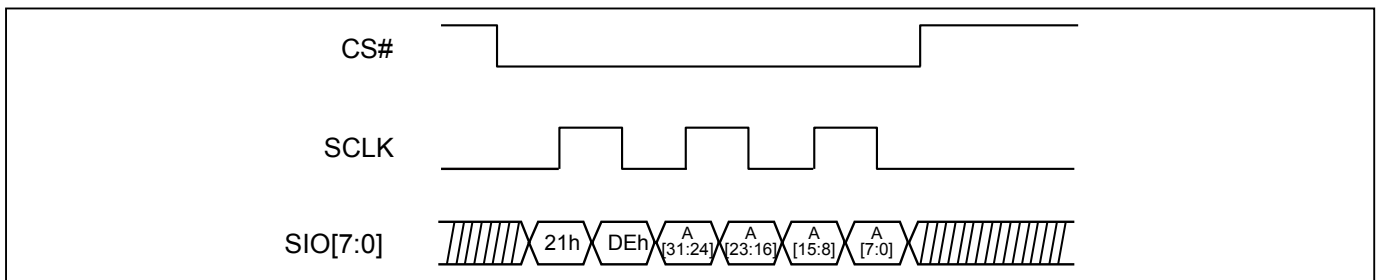 CS#
SCLK
SIO[7:0]
21h
DEh
A
[31:24]
A
[23:16]
A
[15:8]
A
[7:0]